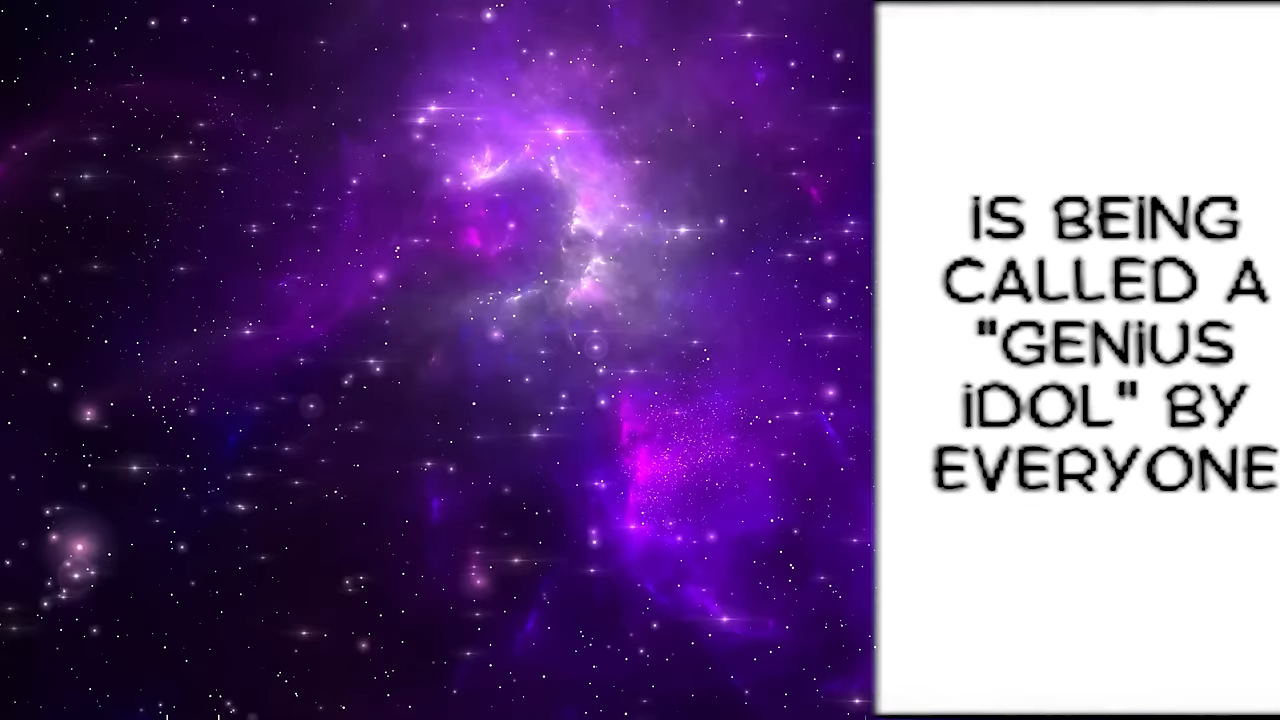 iS BEiNG
CALLED A
"GENiUS
iDOL" BY
EVERYONE